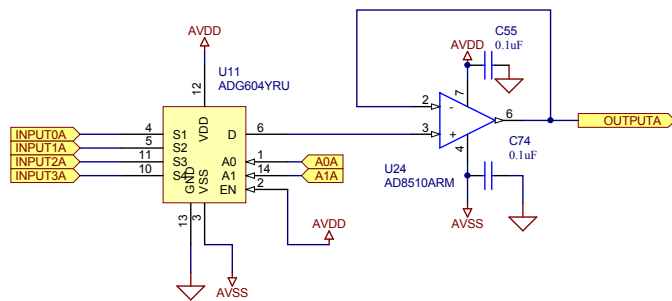 AVDD
U11
ADG604YRU
12
VDD
INPUT0A 4 S1 D 6
INPUT1A 5 S2
INPUT2A 11 S3 A0 1 A0A
INPUT3A 10 S4 A1 14 A1A
EN 2
GND
VSS
13
3
AVDD
AVSS
C55
0.1uF
AVDD
7
2 -
3 +
6
OUTPUTA
4
U24
AD8510ARM
C74
0.1uF
AVSS